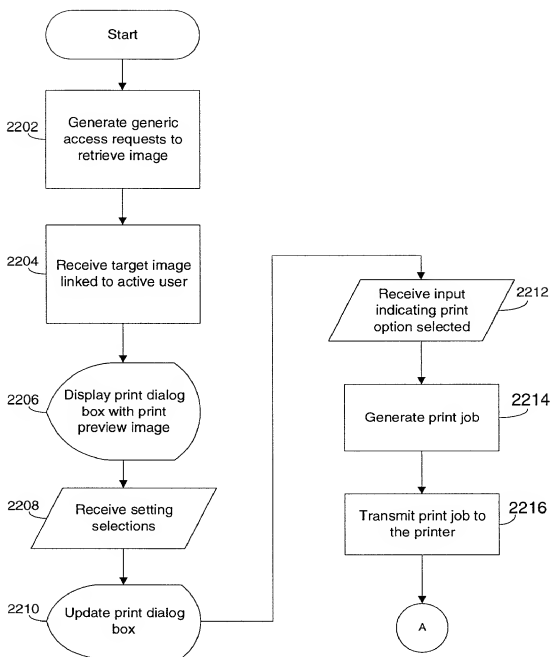 Start
2202
Generate generic
access requests to
retrieve image
2204
Receive target image
linked to active user
2206
Display print dialog
box with print
preview image
2208
Receive setting
selections
2210
Update print dialog
box
Receive input
indicating print
option selected
2212
Generate print job
2214
Transmit print job to
the printer
2216
A